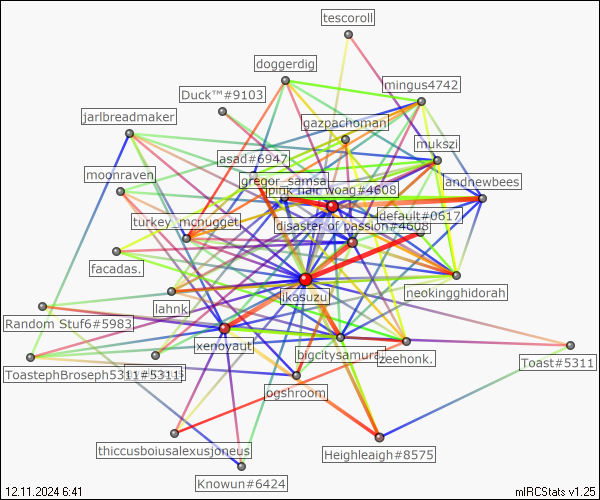 tescoroll
doggerdig
mingus4742
Duck™#9103
jarlbreadmaker
gazpachoman
mukszi
asad#6947
moonraven
gregor_samsa
landnewbees
pink hair woag#4608
default#0617
turkey_mcnugget
disaster of passion#4608
facadas.
ikasuzu
neokingghidorah
lahnk
Random Stuf6#5983
xenovaut
bigcitysamurai
zeehonk.
Toast#5311
ToastephBroseph5311#5311
ogshroom
thiccusboiusalexusjoneus
Heighleaigh#8575
Knowun#6424
12.11.2024 6:41
mIRCStats v1.25